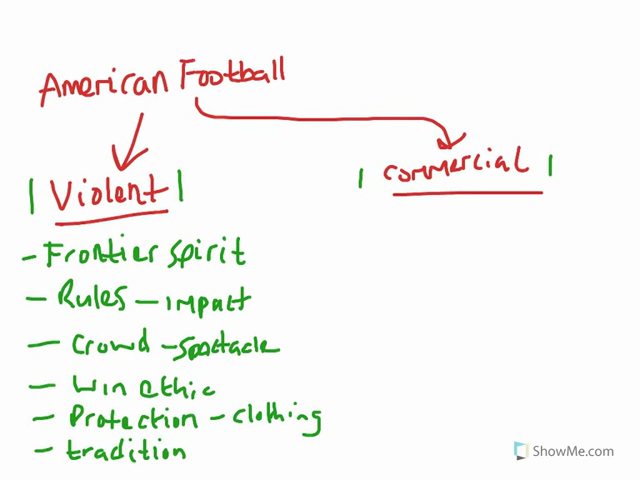 American Football
| Violent |
| commercial |
- Frontier spirit
- Rules - impact
- Crowd - spectacle
- Win ethic
- Protection - clothing
- tradition
ShowMe.com